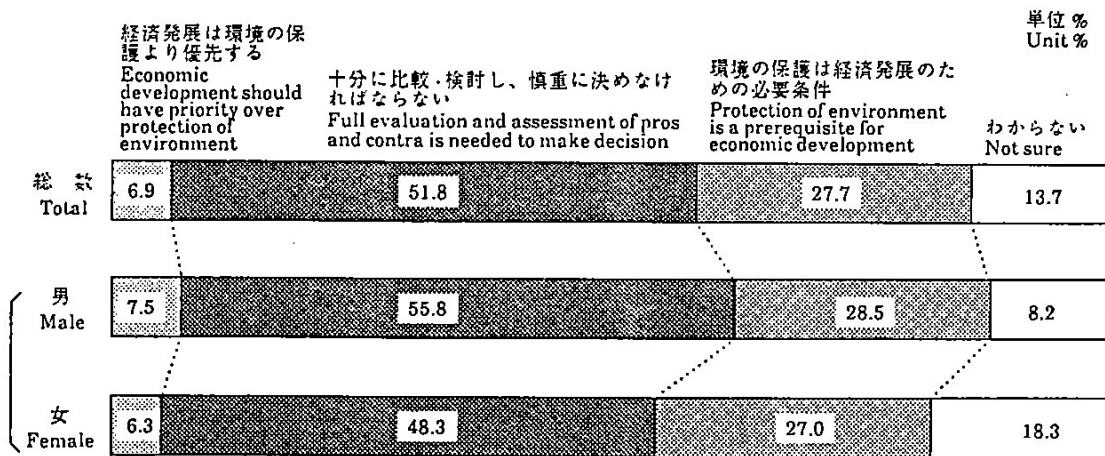 単位 %
Unit %
経済発展は環境の保
護より優先する
Economic
development should
have priority over
protection of
environment
十分に比較・検討し、慎重に決めなけ
ればならない
Full evaluation and assessment of pros
and contra is needed to make decision
環境の保護は経済発展のた
めの必要条件
Protection of environment
is a prerequisite for
economic development
わからない
Not sure
総 数
Total
6.9 51.8 27.7 13.7
男
Male
7.5 55.8 28.5 8.2
女
Female
6.3 48.3 27.0 18.3